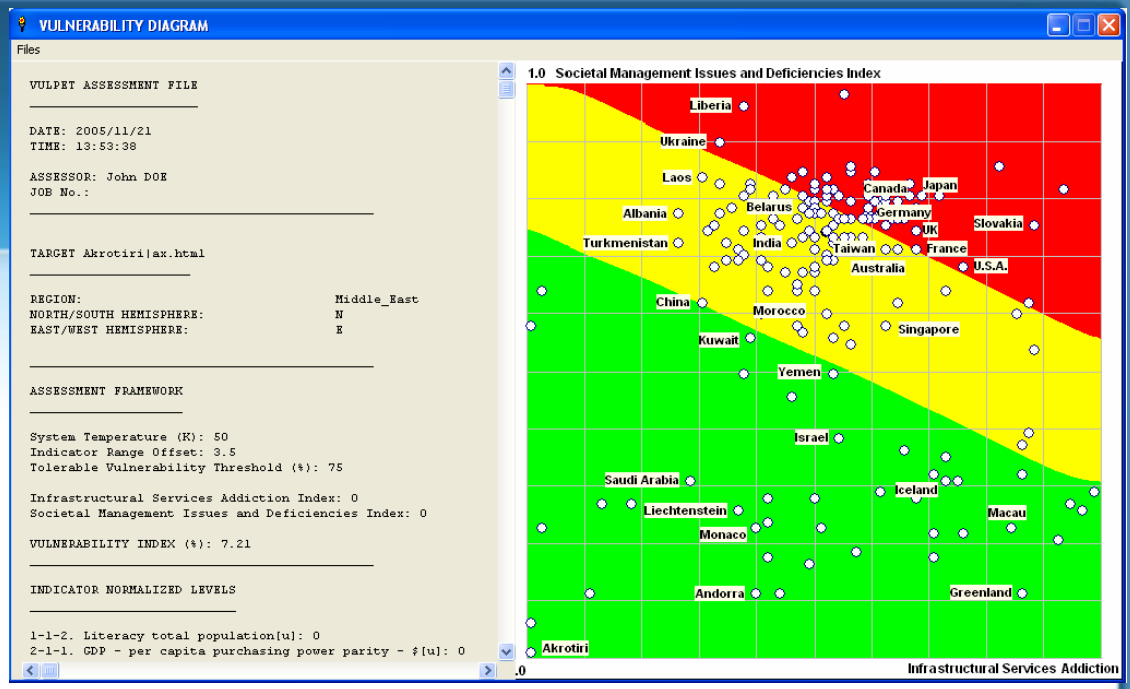 VULNERABILITY DIAGRAM
Files
VULPET ASSESSMENT FILE
DATE: 2005/11/21
TIME: 13:53:38
ASSESSOR: John DOE
JOB No.:
TARGET Akrotiri|ax.html
REGION: Middle_East
NORTH/SOUTH HEMISPHERE: N
EAST/WEST HEMISPHERE: E
ASSESSMENT FRAMEWORK
System Temperature (K): 50
Indicator Range Offset: 3.5
Tolerable Vulnerability Threshold (%): 75
Infrastructural Services Addiction Index: 0
Societal Management Issues and Deficiencies Index: 0
VULNERABILITY INDEX (%): 7.21
INDICATOR NORMALIZED LEVELS
1-1-2. Literacy total population[u]: 0
2-1-1. GDP - per capita purchasing power parity - $[u]: 0
1.0 Societal Management Issues and Deficiencies Index
Liberia
Ukraine
Laos
Canada
Japan
Belarus
Albania
Germany
Slovakia
UK
Turkmenistan
India
Taiwan
France
Australia
U.S.A.
China
Morocco
Singapore
Kuwait
Yemen
Israel
Saudi Arabia
Iceland
Liechtenstein
Macau
Monaco
Andorra
Greenland
Akrotiri
.0
Infrastructural Services Addiction